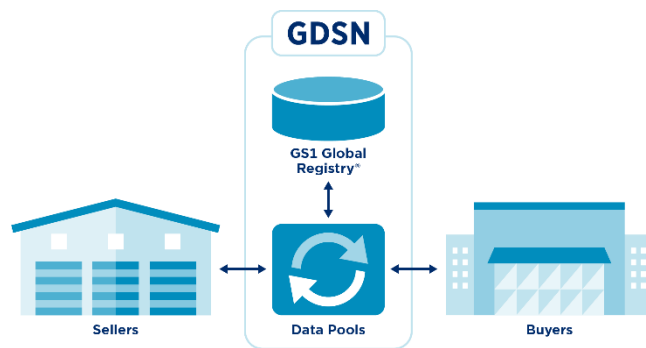 GDSN
GS1 Global
Registry®
Sellers
Data Pools
Buyers